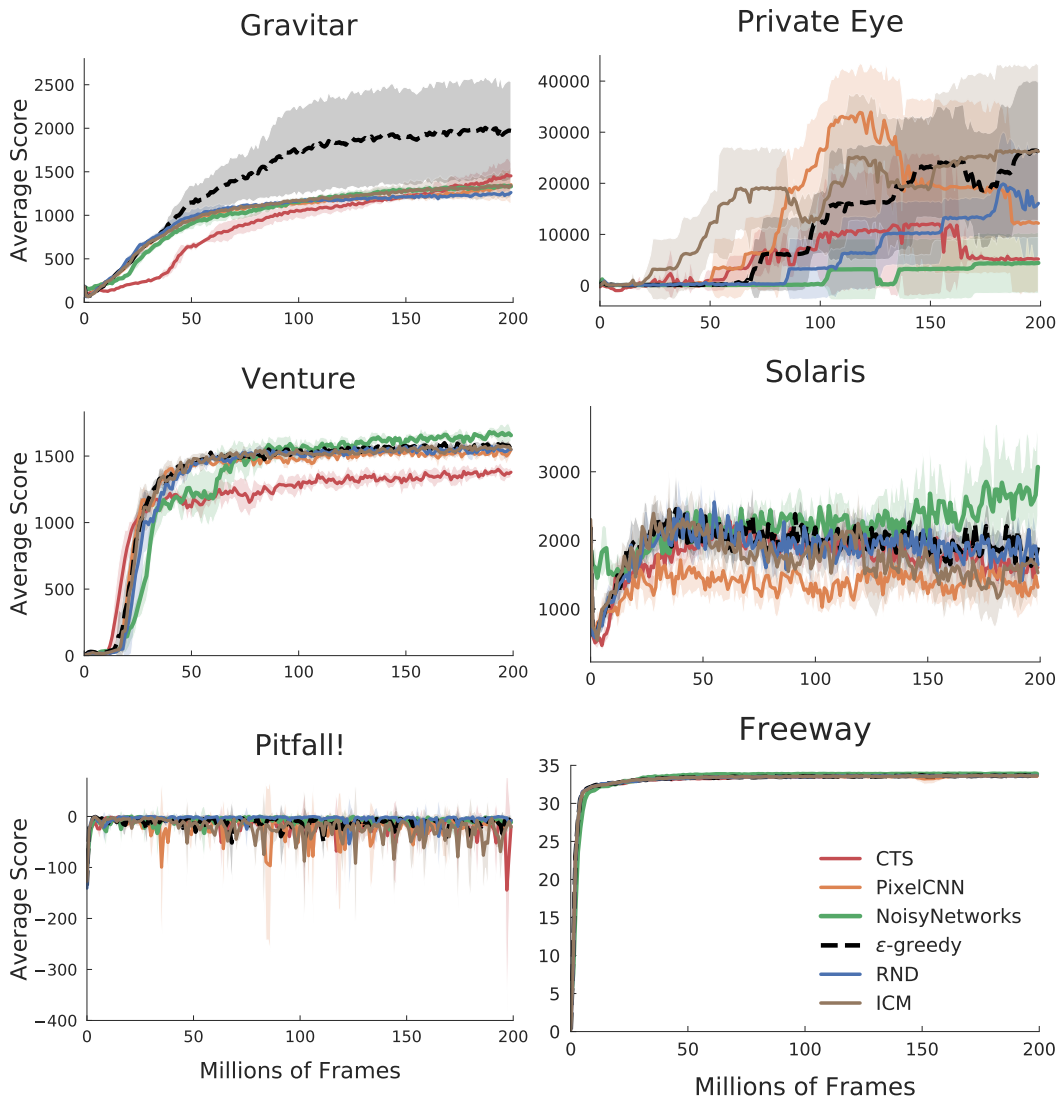 Gravitar
Average Score
2500
2000
1500
1000
500
0
0 50 100 150 200
Private Eye
40000
30000
20000
10000
0
0 50 100 150 200
Venture
Average Score
1500
1000
500
0
0 50 100 150 200
Solaris
3000
2000
1000
0 50 100 150 200
Pitfall!
Average Score
0
−100
−200
−300
−400
0 50 100 150 200
Millions of Frames
Freeway
35
30
25
20
15
10
5
0
CTS
PixelCNN
NoisyNetworks
ε-greedy
RND
ICM
0 50 100 150 200
Millions of Frames